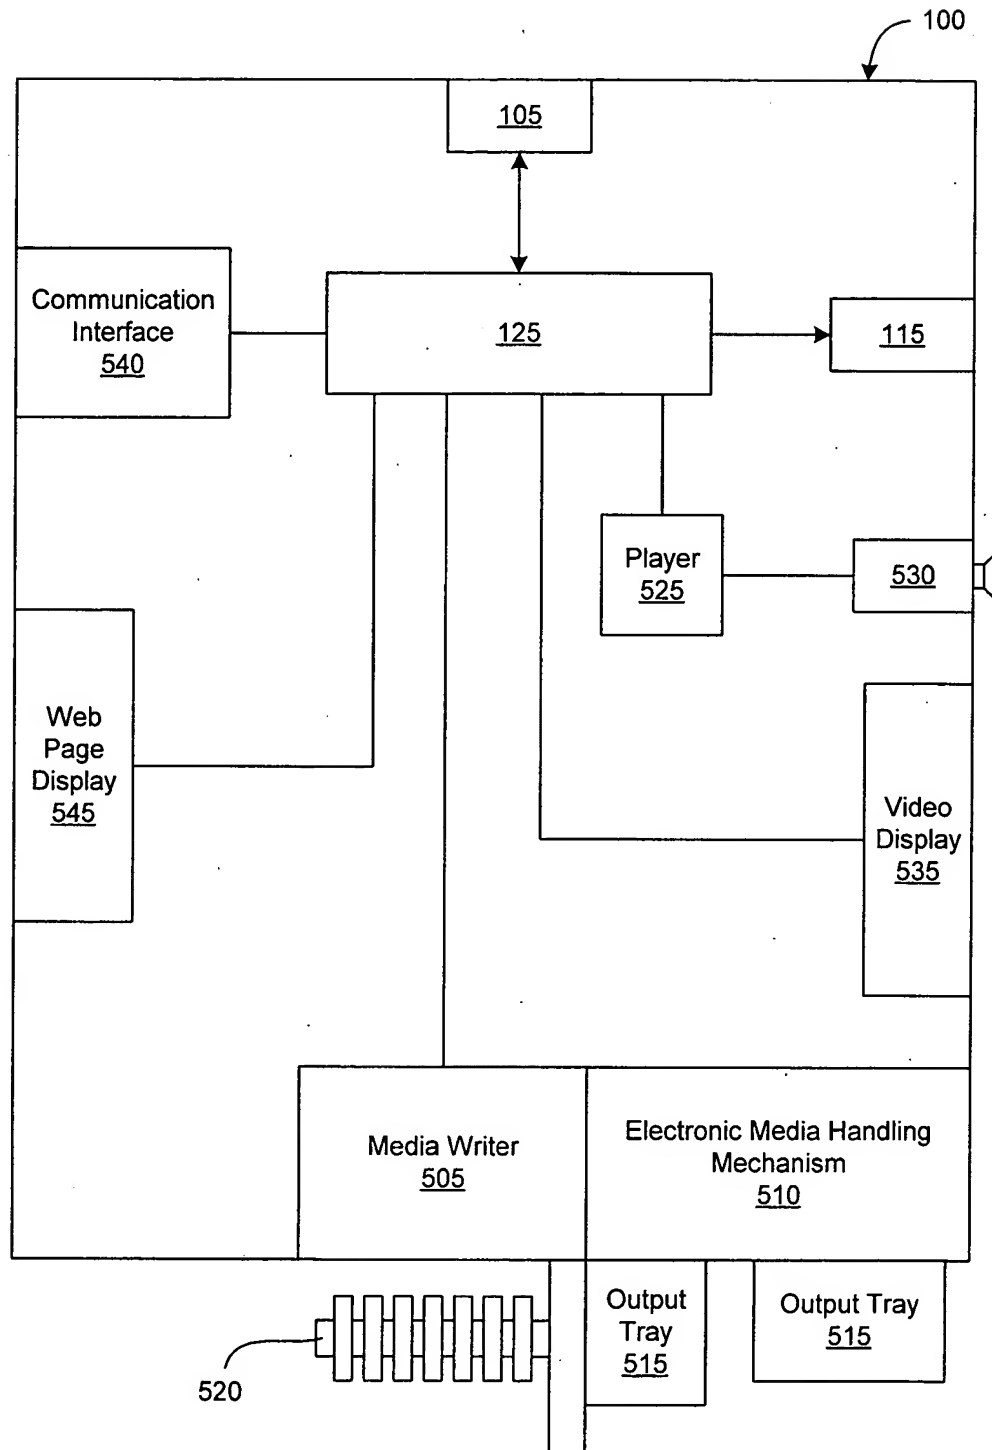 100
105
Communication
Interface
540
125
115
Player
525
530
Web
Page
Display
545
Video
Display
535
Media Writer
505
Electronic Media Handling
Mechanism
510
Output
Tray
515
Output Tray
515
520